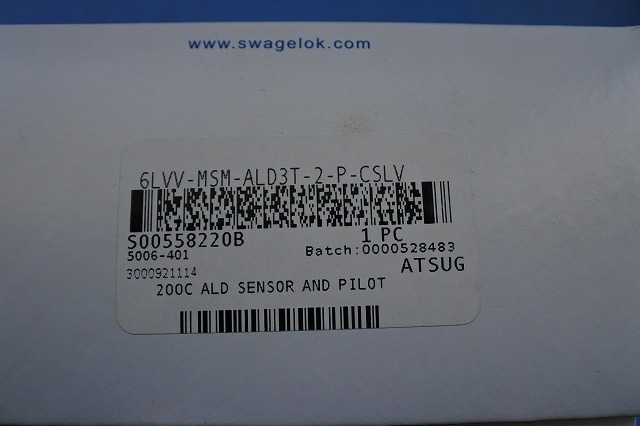 www.swagelok.com
6LVV-MSM-ALD3T-2-P-CSLV
S00558220B 1 PC
5006-401 Batch:0000528483
3000921114 ATSUG
200C ALD SENSOR AND PILOT